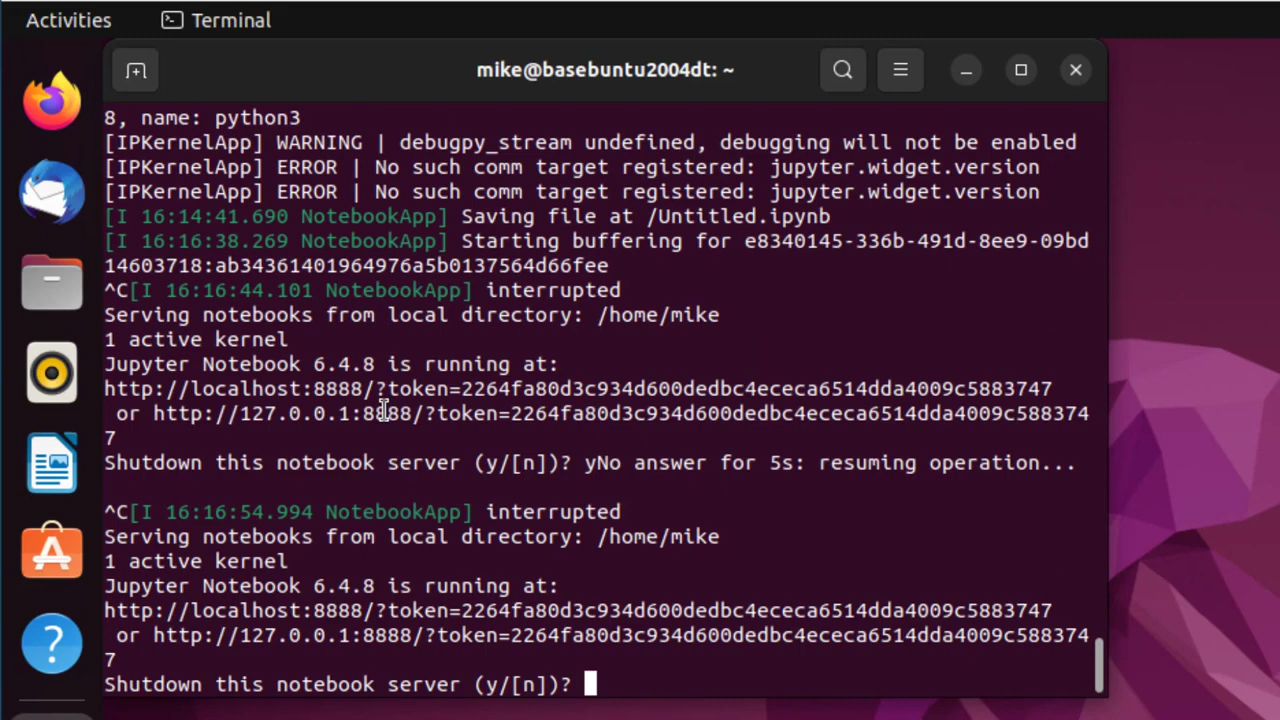 Activities Terminal
mike@basebuntu2004dt: ~
8, name: python3
[IPKernelApp] WARNING | debugpy_stream undefined, debugging will not be enabled
[IPKernelApp] ERROR | No such comm target registered: jupyter.widget.version
[IPKernelApp] ERROR | No such comm target registered: jupyter.widget.version
[I 16:14:41.690 NotebookApp] Saving file at /Untitled.ipynb
[I 16:16:38.269 NotebookApp] Starting buffering for e8340145-336b-491d-8ee9-09bd
14603718:ab34361401964976a5b0137564d66fee
^C[I 16:16:44.101 NotebookApp] interrupted
Serving notebooks from local directory: /home/mike
1 active kernel
Jupyter Notebook 6.4.8 is running at:
http://localhost:8888/?token=2264fa80d3c934d600dedbc4ececa6514dda4009c5883747
 or http://127.0.0.1:8888/?token=2264fa80d3c934d600dedbc4ececa6514dda4009c588374
7
Shutdown this notebook server (y/[n])? yNo answer for 5s: resuming operation...
^C[I 16:16:54.994 NotebookApp] interrupted
Serving notebooks from local directory: /home/mike
1 active kernel
Jupyter Notebook 6.4.8 is running at:
http://localhost:8888/?token=2264fa80d3c934d600dedbc4ececa6514dda4009c5883747
 or http://127.0.0.1:8888/?token=2264fa80d3c934d600dedbc4ececa6514dda4009c588374
7
Shutdown this notebook server (y/[n])?